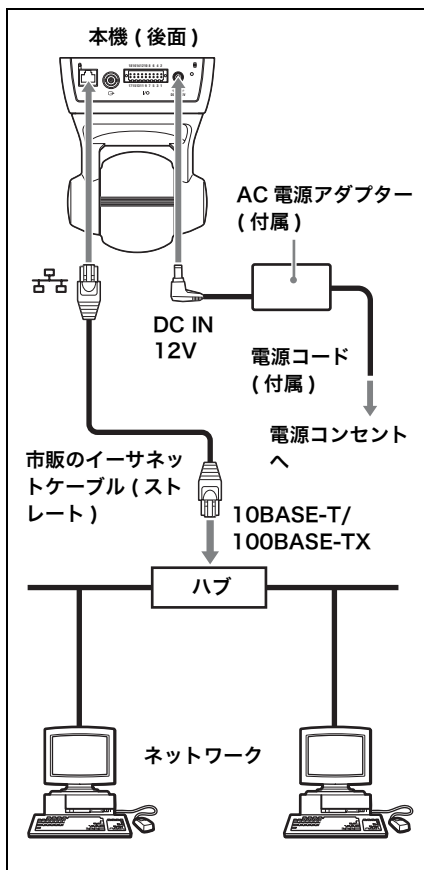 本機 ( 後面 )
I/O
AC 電源アダプター
( 付属 )
DC IN
12V
電源コード
( 付属 )
電源コンセント
へ
市販のイーサネッ
トケーブル ( スト
レート )
10BASE-T/
100BASE-TX
ハブ
ネットワーク